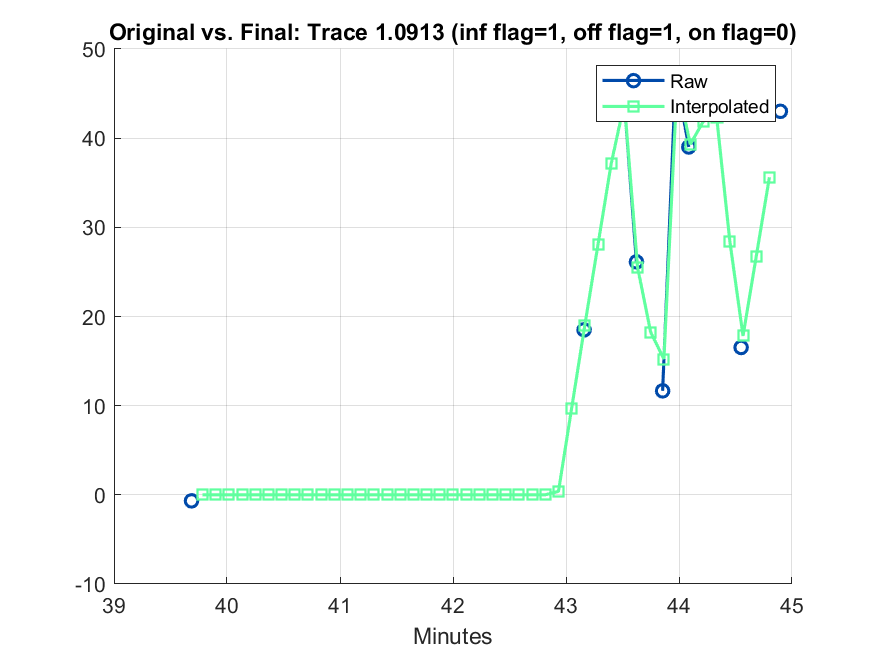 Original vs. Final: Trace 1.0913 (inf flag=1, off flag=1, on flag=0)
50
Raw
Interpolated
40
30
20
10
0
-10
39 40 41 42 43 44 45
Minutes